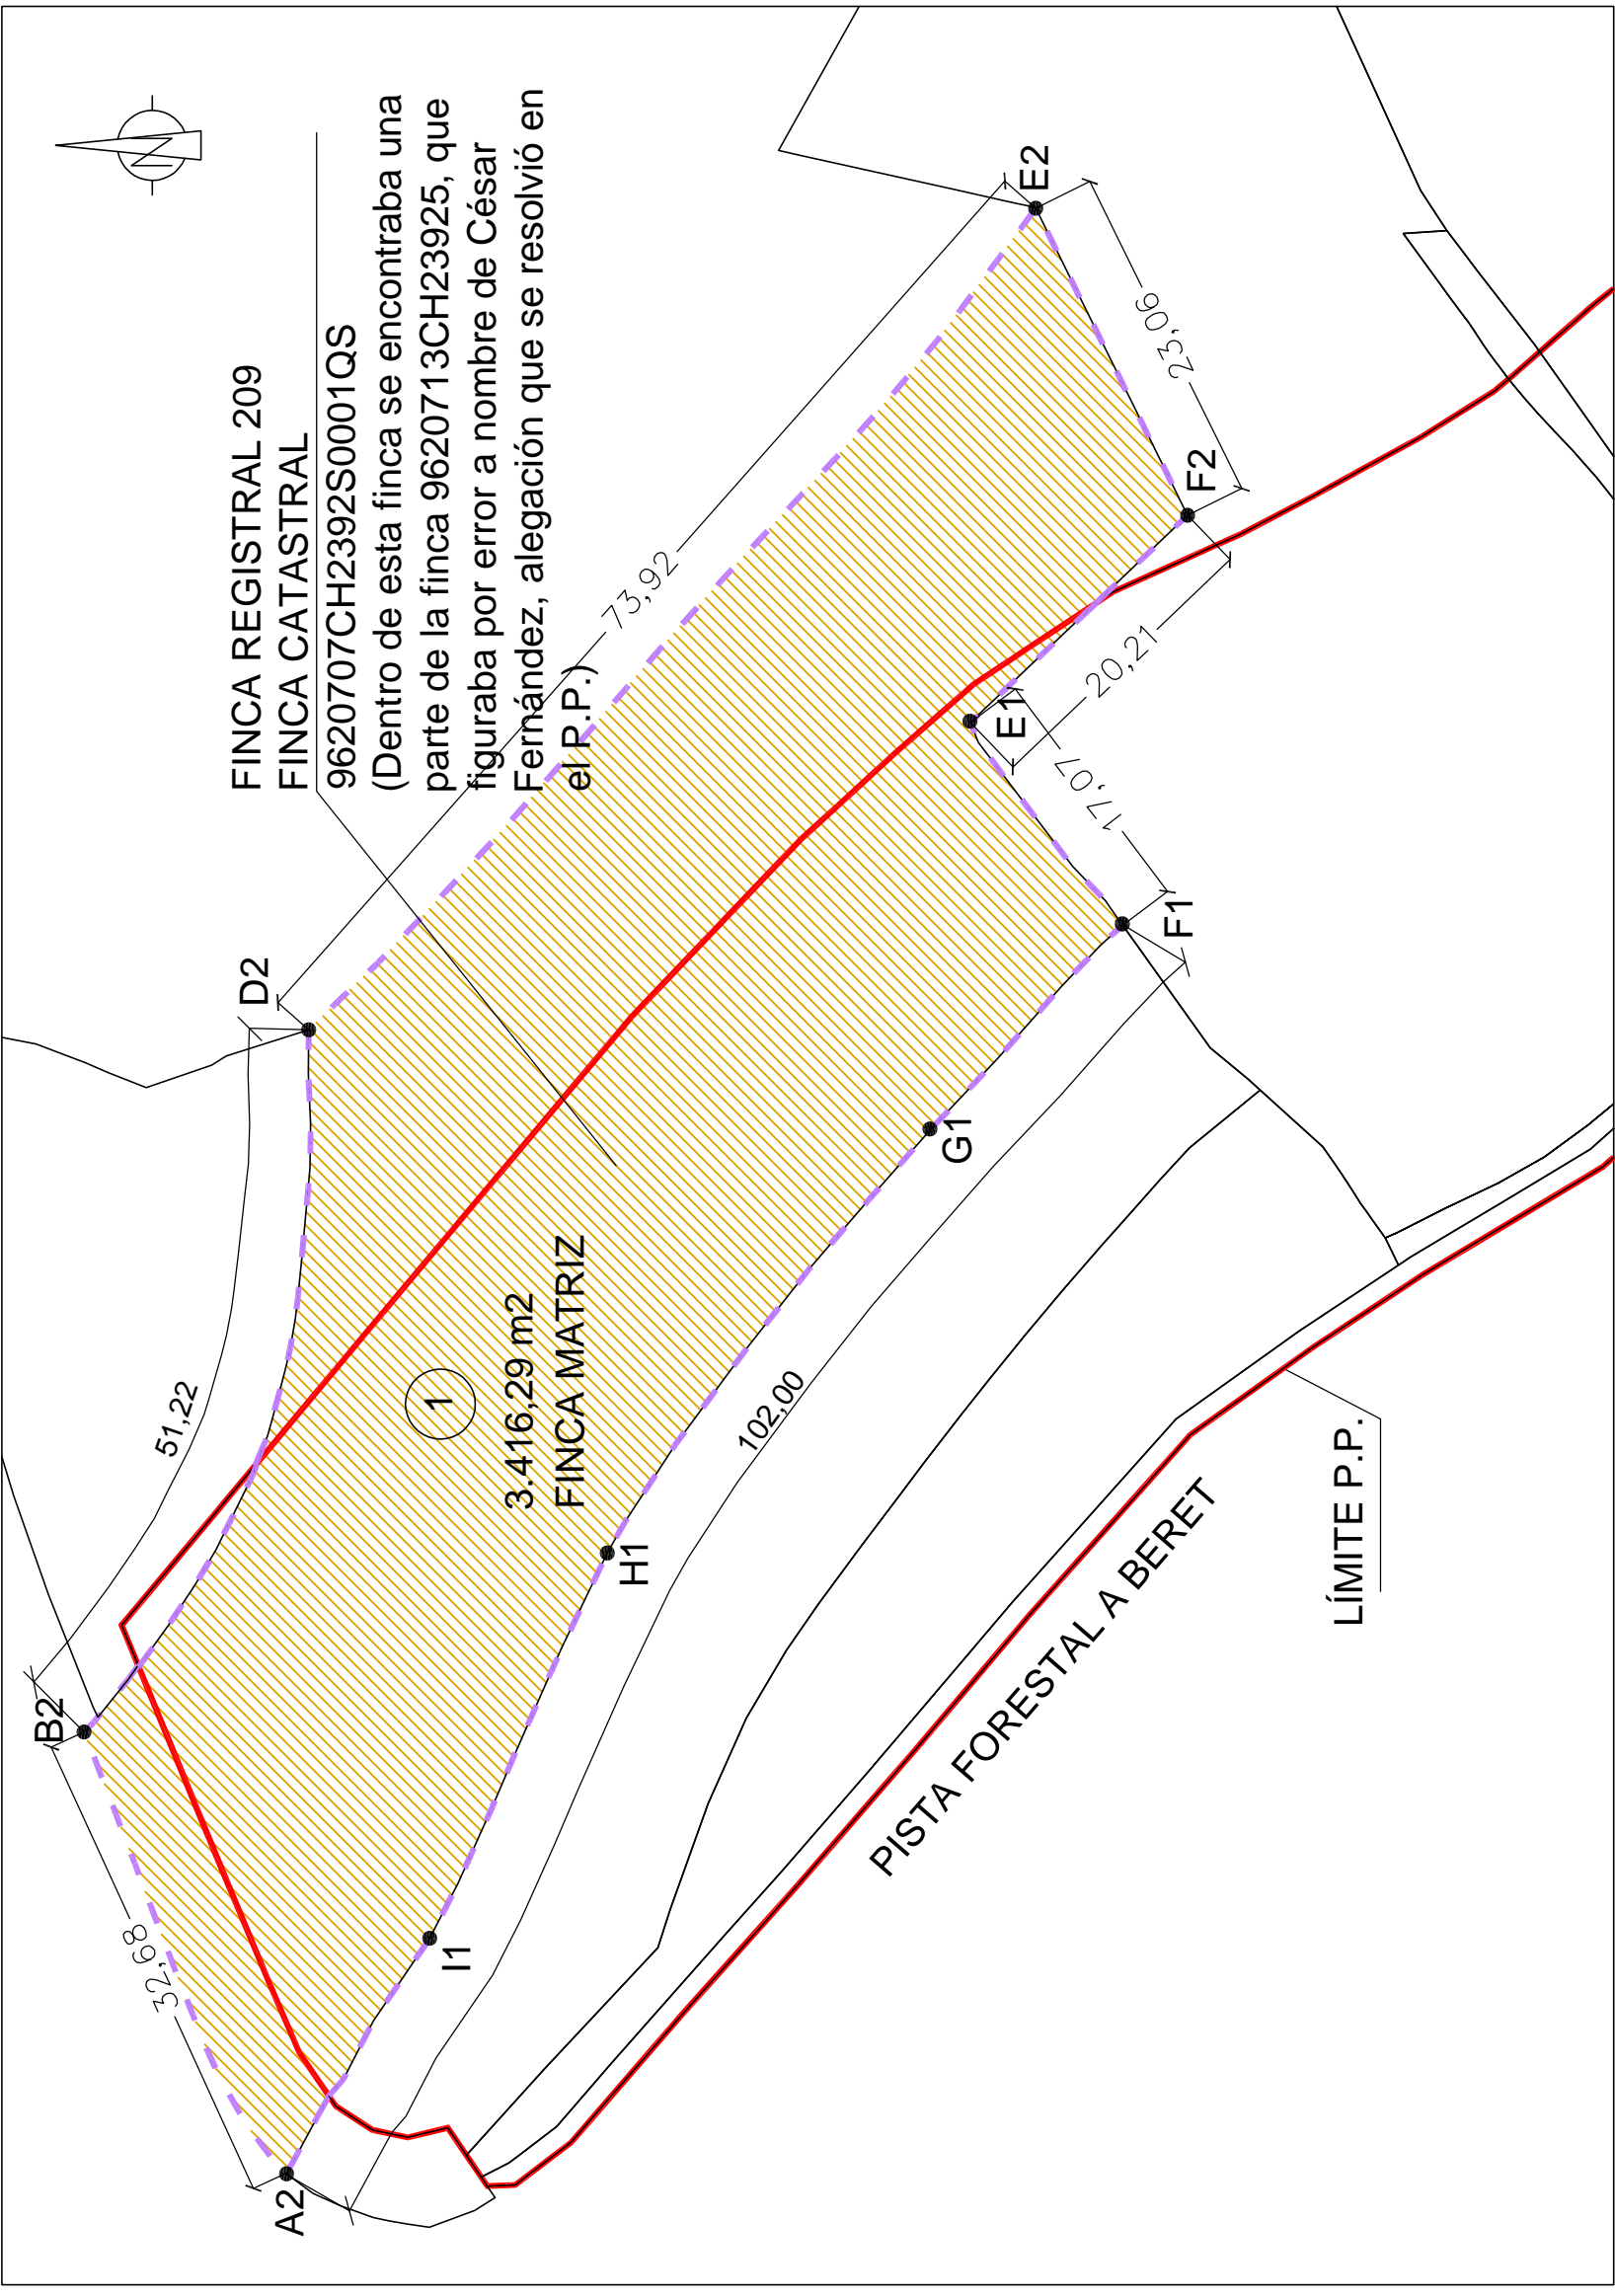 N
FINCA REGISTRAL 209
FINCA CATASTRAL
9620707CH2392S0001QS
(Dentro de esta finca se encontraba una
parte de la finca 9620713CH23925, que
figuraba por error a nombre de César
Fernández, alegación que se resolvió en
el P.P.)
B2
51,22
D2
73,92
E2
32,68
A2
I1
1
3.416,29 m2
FINCA MATRIZ
H1
102,00
G1
E1
17,07
F1
20,21
F2
23,06
PISTA FORESTAL A BERET
LÍMITE P.P.